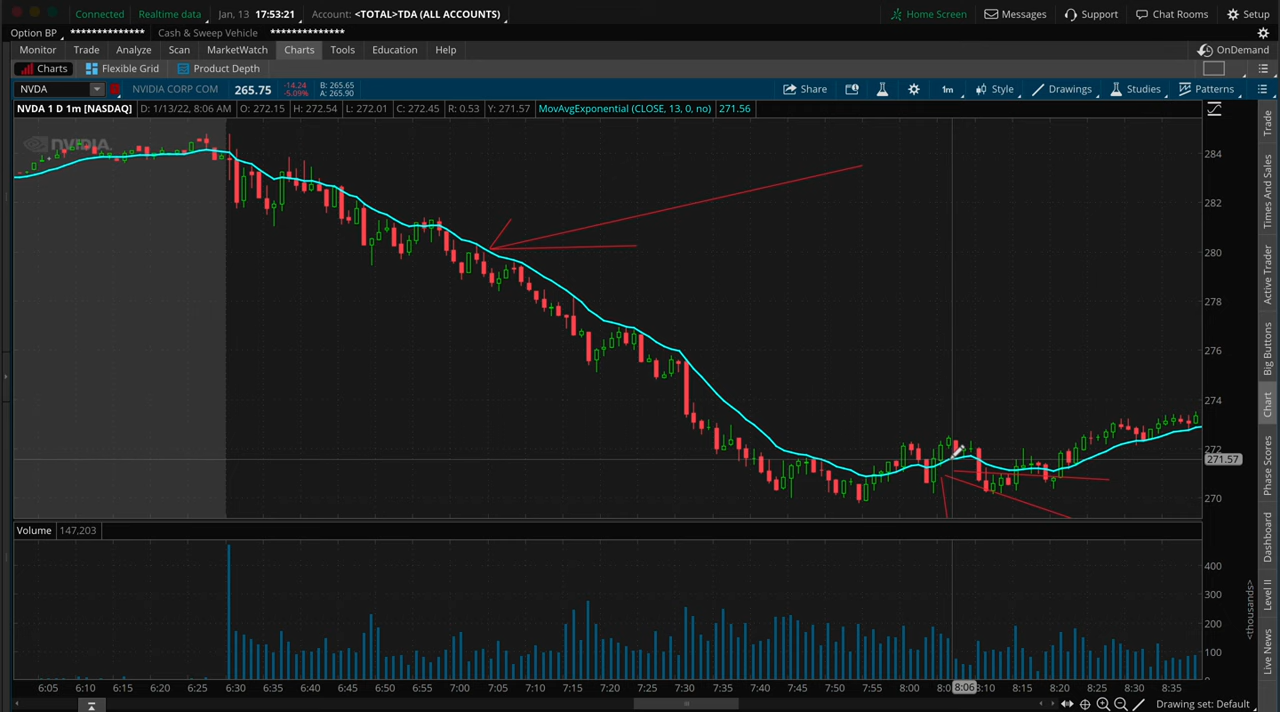 Connected Realtime data Jan, 13 17:53:21 Account: <TOTAL>TDA (ALL ACCOUNTS) Home Screen Messages Support Chat Rooms Setup
Option BP ************** Cash & Sweep Vehicle **************
Monitor Trade Analyze Scan MarketWatch Charts Tools Education Help OnDemand
Charts Flexible Grid Product Depth
NVDA NVIDIA CORP COM 265.75 -14.24 -5.09% B: 265.65 A: 265.90 Share 1m Style Drawings Studies Patterns
NVDA 1 D 1m [NASDAQ] D: 1/13/22, 8:06 AM O: 272.15 H: 272.54 L: 272.01 C: 272.45 R: 0.53 Y: 271.57 MovAvgExponential (CLOSE, 13, 0, no) 271.56
NVIDIA
284
282
280
278
276
274
272
271.57
270
Volume 147,203
400
300
200
100
<thousands>
6:05 6:10 6:15 6:20 6:25 6:30 6:35 6:40 6:45 6:50 6:55 7:00 7:05 7:10 7:15 7:20 7:25 7:30 7:35 7:40 7:45 7:50 7:55 8:00 8:06 8:10 8:15 8:20 8:25 8:30 8:35
Drawing set: Default
Trade
Times And Sales
Active Trader
Big Buttons
Chart
Phase Scores
Dashboard
Level II
Live News